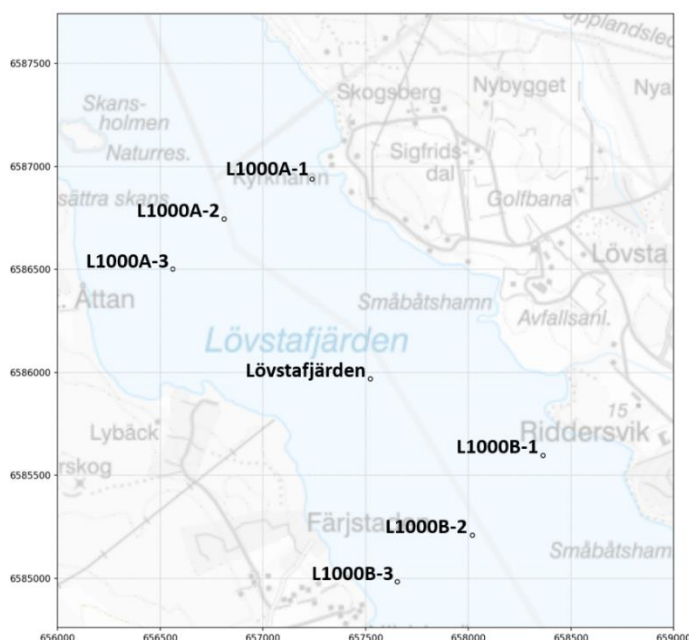 Upplandsled
6587500
Skogsberg
Nybygget
Nya
Skans-
holmen
Naturres.
6587000
L1000A-1
Kyrkhamn
Sigfrids-
dal
sättra skans
L1000A-2
Golfbana
6586500
L1000A-3
Lövsta
Attan
Småbåtshamn
Avfallsanl.
Lövstafjärden
6586000
Lövstafjärden
15
Lybäck
Riddersvik
L1000B-1
6585500
rskog
Färjstaden
L1000B-2
Småbåtsham
6585000
L1000B-3
656000 656500 657000 657500 658000 658500 659000